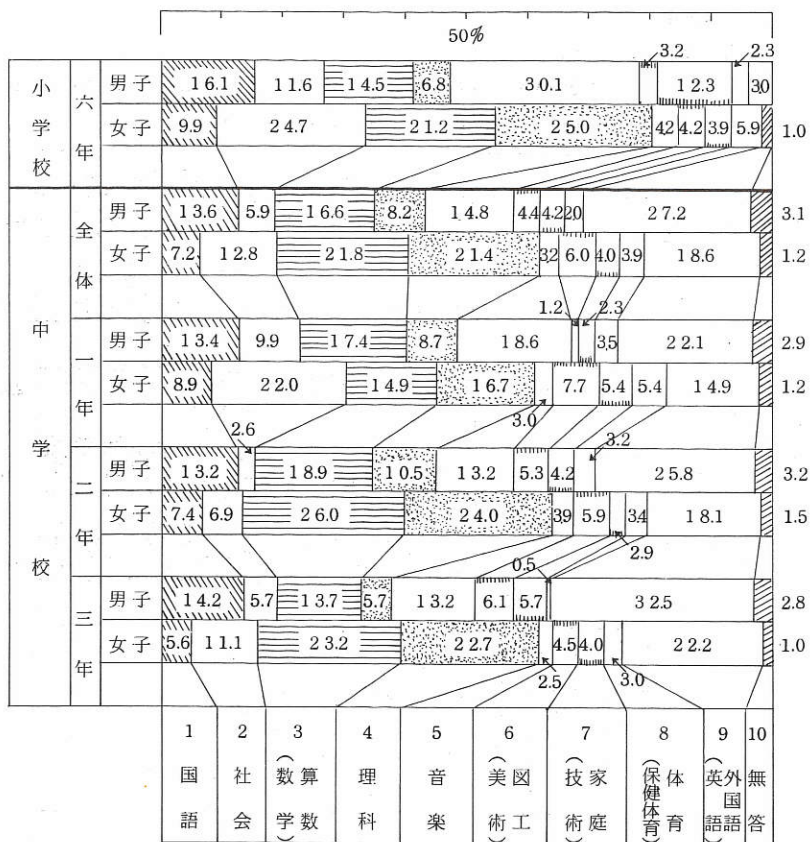 50%
3.2 2.3
小学校 六年 男子 16.1 11.6 14.5 6.8 30.1 12.3 3.0
女子 9.9 24.7 21.2 25.0 4.2 4.2 3.9 5.9 1.0
中学校 全体 男子 13.6 5.9 16.6 8.2 14.8 4.4 4.2 2.0 27.2 3.1
女子 7.2 12.8 21.8 21.4 3.2 6.0 4.0 3.9 18.6 1.2
1.2 2.3
一年 男子 13.4 9.9 17.4 8.7 18.6 3.5 22.1 2.9
女子 8.9 22.0 14.9 16.7 7.7 5.4 5.4 14.9 1.2
2.6 3.0 3.2
二年 男子 13.2 18.9 10.5 13.2 5.3 4.2 25.8 3.2
女子 7.4 6.9 26.0 24.0 3.9 5.9 3.4 18.1 1.5
0.5 2.9
三年 男子 14.2 5.7 13.7 5.7 13.2 6.1 5.7 32.5 2.8
女子 5.6 11.1 23.2 22.7 4.5 4.0 22.2 1.0
2.5 3.0
1 2 3 4 5 6 7 8 9 10
国語 社会 算数(数学) 理科 音楽 図工(美術) 家庭(技術) 体育(保健体育) 外国語(英語) 無答